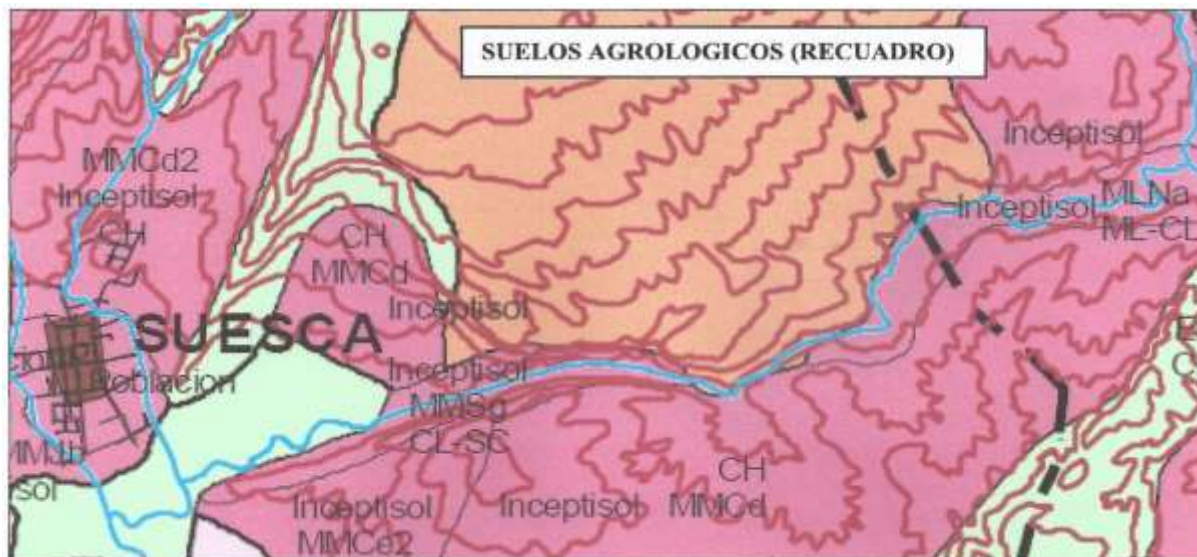 SUELOS AGROLOGICOS (RECUADRO)
Inceptisol
MMCd2
Inceptisol
CH
MLNa
Inceptisol
ML-CL
CH
MMCd
Inceptisol
SUESCA
Inceptisol
Poblacion
MMSg
CL-SC
CH
Inceptisol
Inceptisol
MMCd
MMCe2